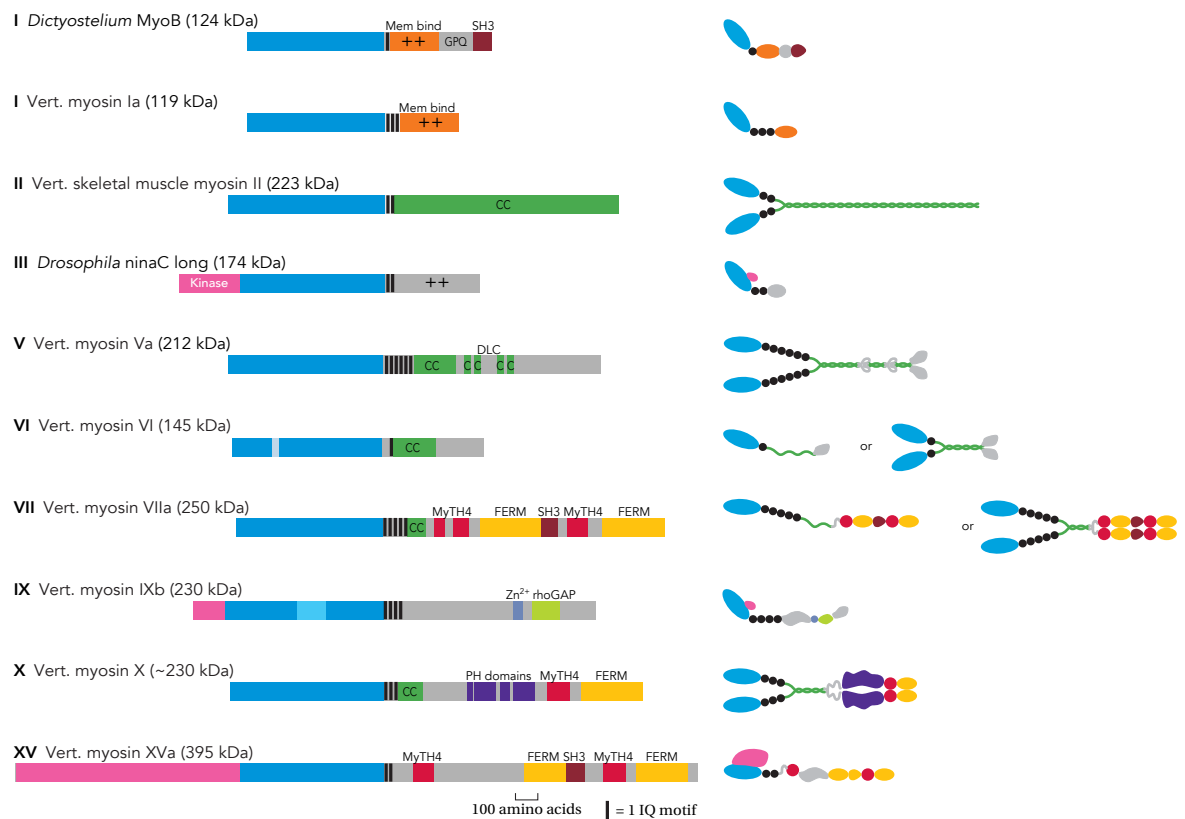 I Dictyostelium MyoB (124 kDa)
Mem bind SH3
++ GPQ
I Vert. myosin Ia (119 kDa)
Mem bind
++
II Vert. skeletal muscle myosin II (223 kDa)
CC
III Drosophila ninaC long (174 kDa)
Kinase ++
V Vert. myosin Va (212 kDa)
DLC
CC C C C C
VI Vert. myosin VI (145 kDa)
CC
or
VII Vert. myosin VIIa (250 kDa)
MyTH4 FERM SH3 MyTH4 FERM
CC
or
IX Vert. myosin IXb (230 kDa)
Zn²⁺ rhoGAP
X Vert. myosin X (~230 kDa)
PH domains MyTH4 FERM
CC
XV Vert. myosin XVa (395 kDa)
MyTH4 FERM SH3 MyTH4 FERM
100 amino acids = 1 IQ motif